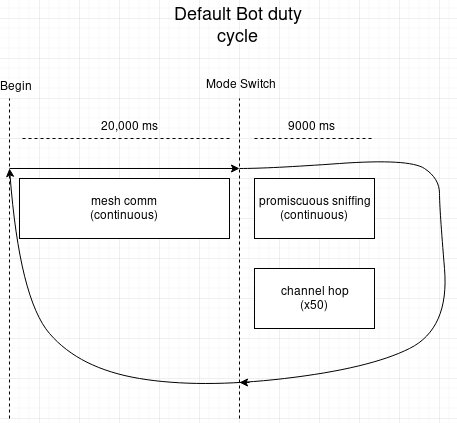 Default Bot duty
cycle
Begin
Mode Switch
20,000 ms
9000 ms
mesh comm
(continuous)
promiscuous sniffing
(continuous)
channel hop
(x50)